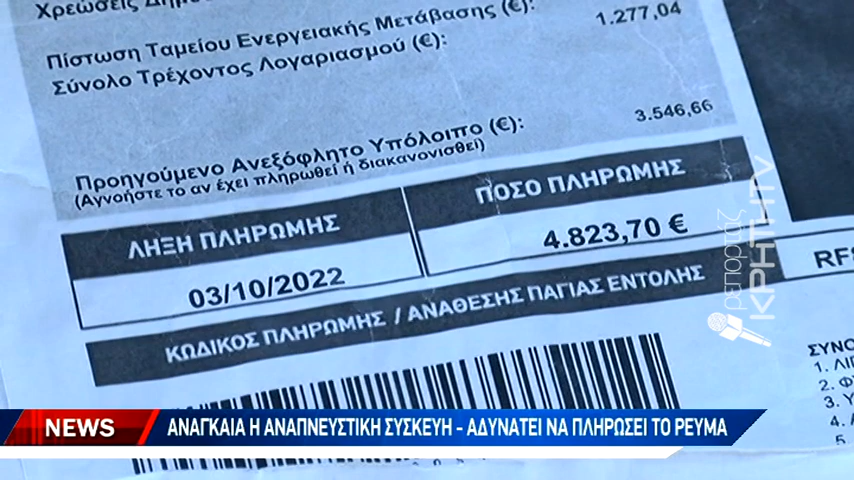 Χρεώσεις
Πίστωση Ταμείου Ενεργειακής Μετάβασης (€):
Σύνολο Τρέχοντος Λογαριασμού (€):
1.277,04
Προηγούμενο Ανεξόφλητο Υπόλοιπο (€):
3.546,66
(Αγνοήστε το αν έχει πληρωθεί ή διακανονισθεί)
ΛΗΞΗ ΠΛΗΡΩΜΗΣ
ΠΟΣΟ ΠΛΗΡΩΜΗΣ
03/10/2022
4.823,70 €
ΚΩΔΙΚΟΣ ΠΛΗΡΩΜΗΣ / ΑΝΑΘΕΣΗΣ ΠΑΓΙΑΣ ΕΝΤΟΛΗΣ
ρεπορτάζ
ΚΡΗΤΗTV
NEWS
ΑΝΑΓΚΑΙΑ Η ΑΝΑΠΝΕΥΣΤΙΚΗ ΣΥΣΚΕΥΗ – ΑΔΥΝΑΤΕΙ ΝΑ ΠΛΗΡΩΣΕΙ ΤΟ ΡΕΥΜΑ